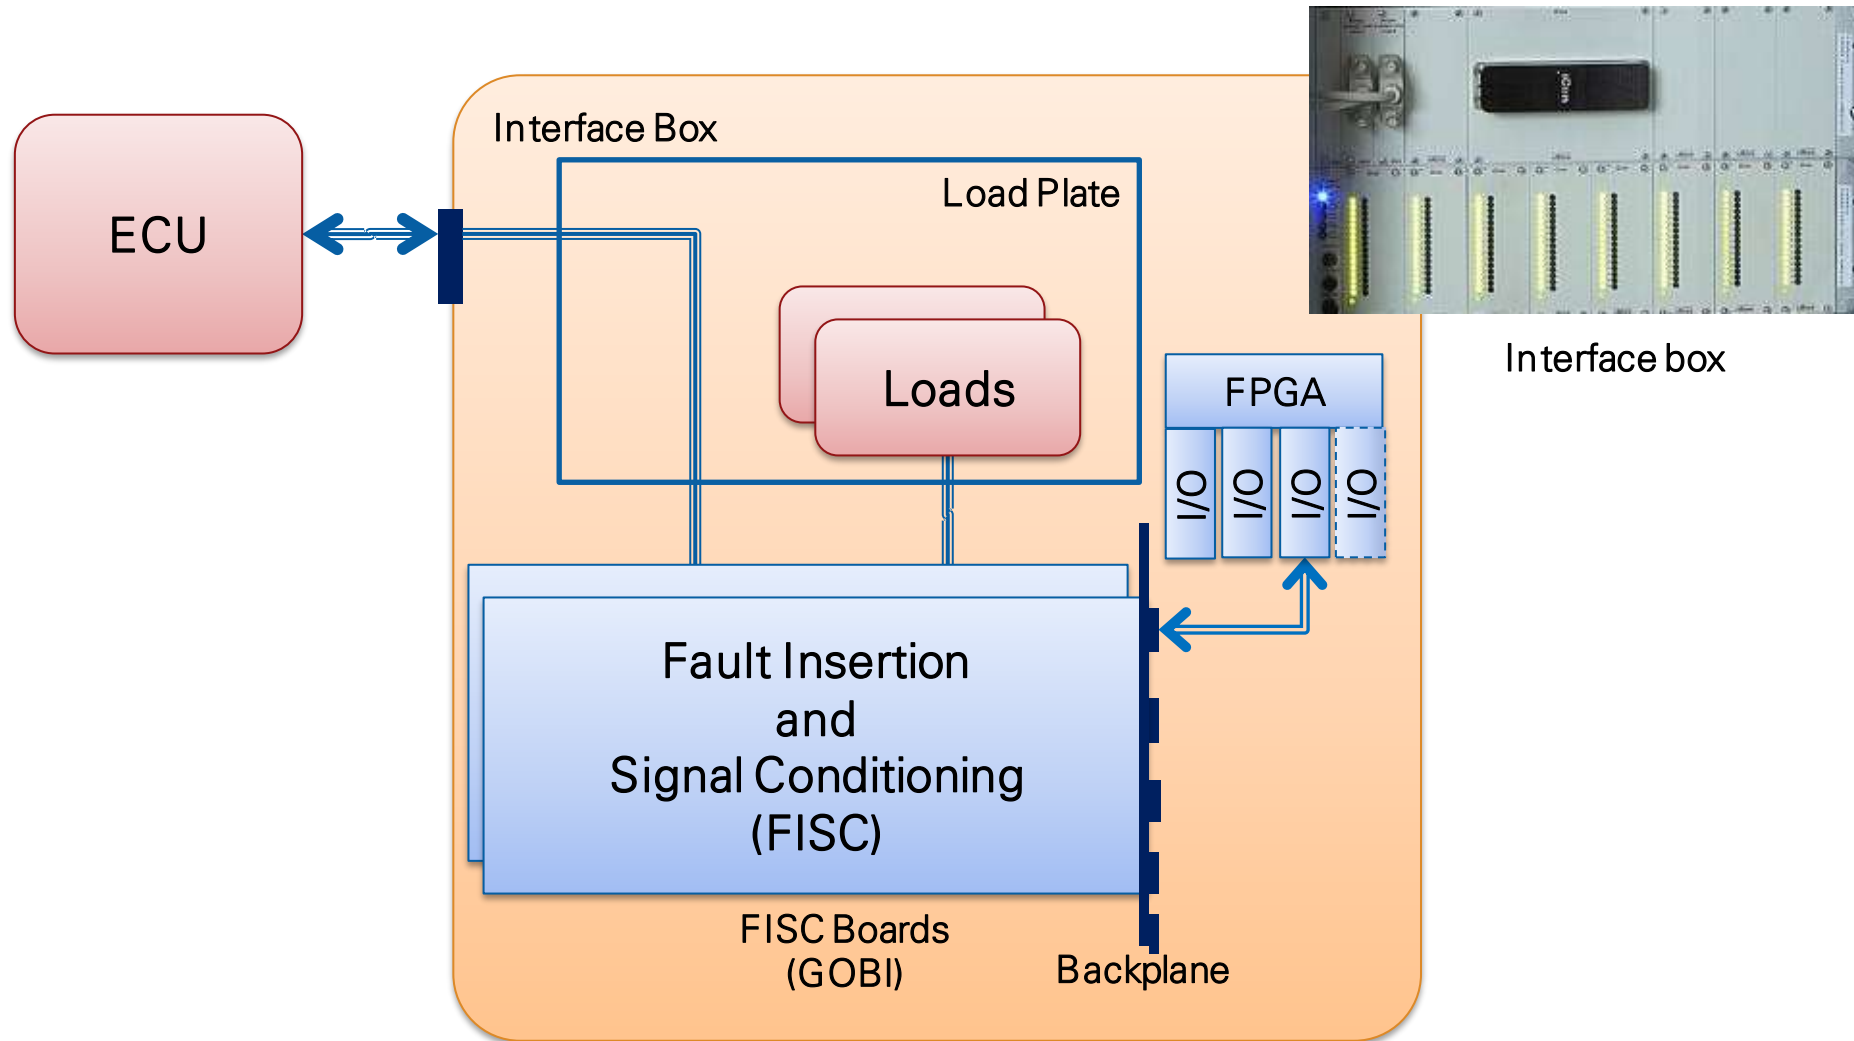 Interface Box
Load Plate
ECU
Loads
Interface box
FPGA
I/O
I/O
I/O
I/O
Fault Insertion
and
Signal Conditioning
(FISC)
FISC Boards
(GOBI)
Backplane